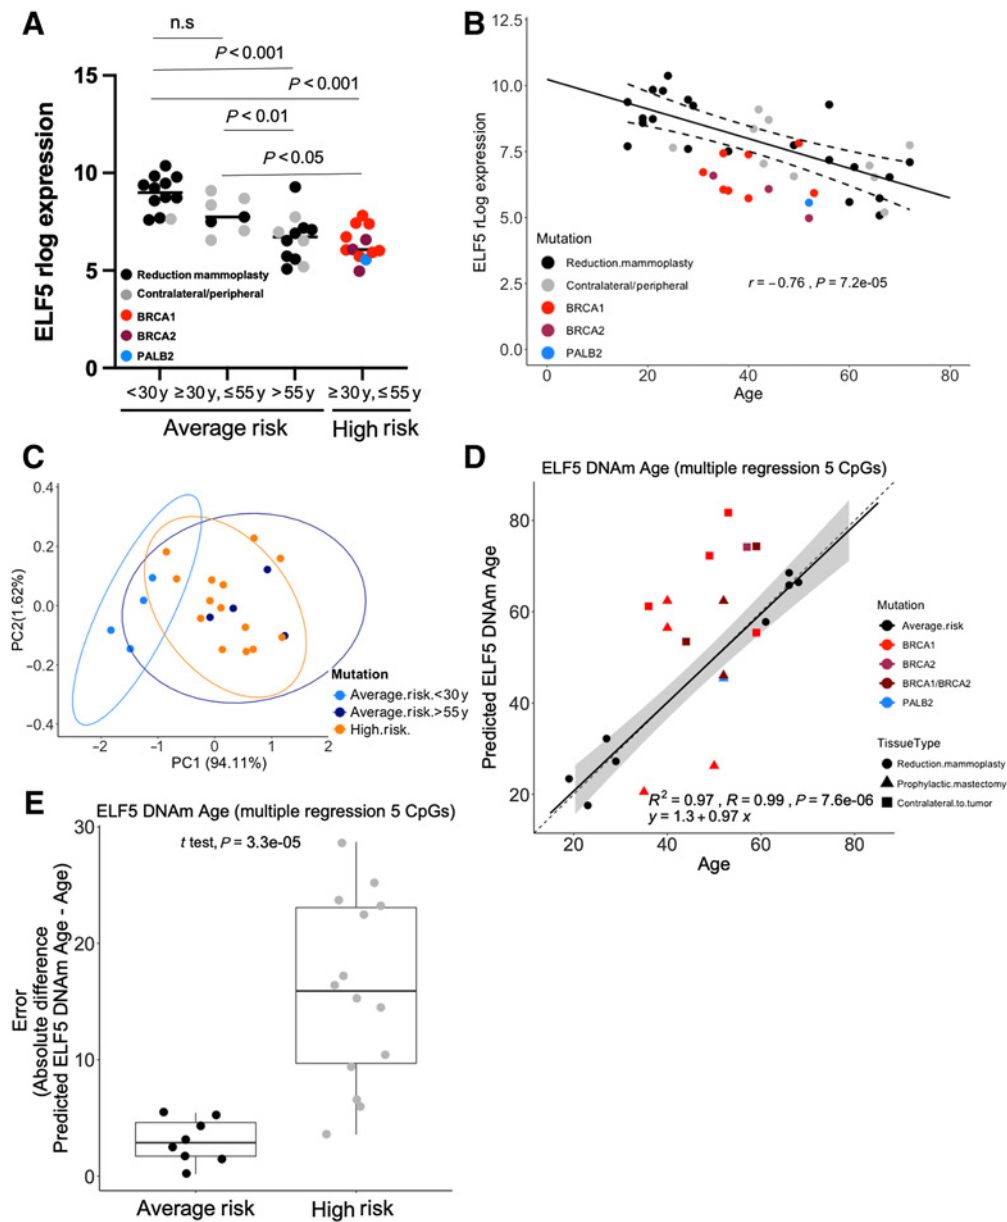 A
n.s
P < 0.001
P < 0.001
P < 0.01
P < 0.05
15
10
5
0
ELF5 rlog expression
Reduction mammoplasty
Contralateral/peripheral
BRCA1
BRCA2
PALB2
<30 y ≥30 y, ≤55 y >55 y ≥30 y, ≤55 y
Average risk High risk
B
12.5
10.0
7.5
5.0
2.5
0.0
ELF5 rLog expression
Mutation
Reduction.mammoplasty
Contralateral/peripheral
BRCA1
BRCA2
PALB2
r = −0.76 , P = 7.2e-05
0 20 40 60 80
Age
C
0.4
0.2
0.0
−0.2
−0.4
PC2(1.62%)
Mutation
Average.risk.<30 y
Average.risk.>55 y
High.risk.
−2 −1 0 1 2
PC1 (94.11%)
D
ELF5 DNAm Age (multiple regression 5 CpGs)
80
60
40
20
Predicted ELF5 DNAm Age
R² = 0.97 , R = 0.99 , P = 7.6e-06
y = 1.3 + 0.97 x
20 40 60 80
Age
Mutation
Average.risk
BRCA1
BRCA2
BRCA1/BRCA2
PALB2
TissueType
Reduction.mammoplasty
Prophylactic.mastectomy
Contralateral.to.tumor
E
ELF5 DNAm Age (multiple regression 5 CpGs)
t test, P = 3.3e-05
30
20
10
0
Error
(Absolute difference
Predicted ELF5 DNAm Age - Age)
Average risk High risk